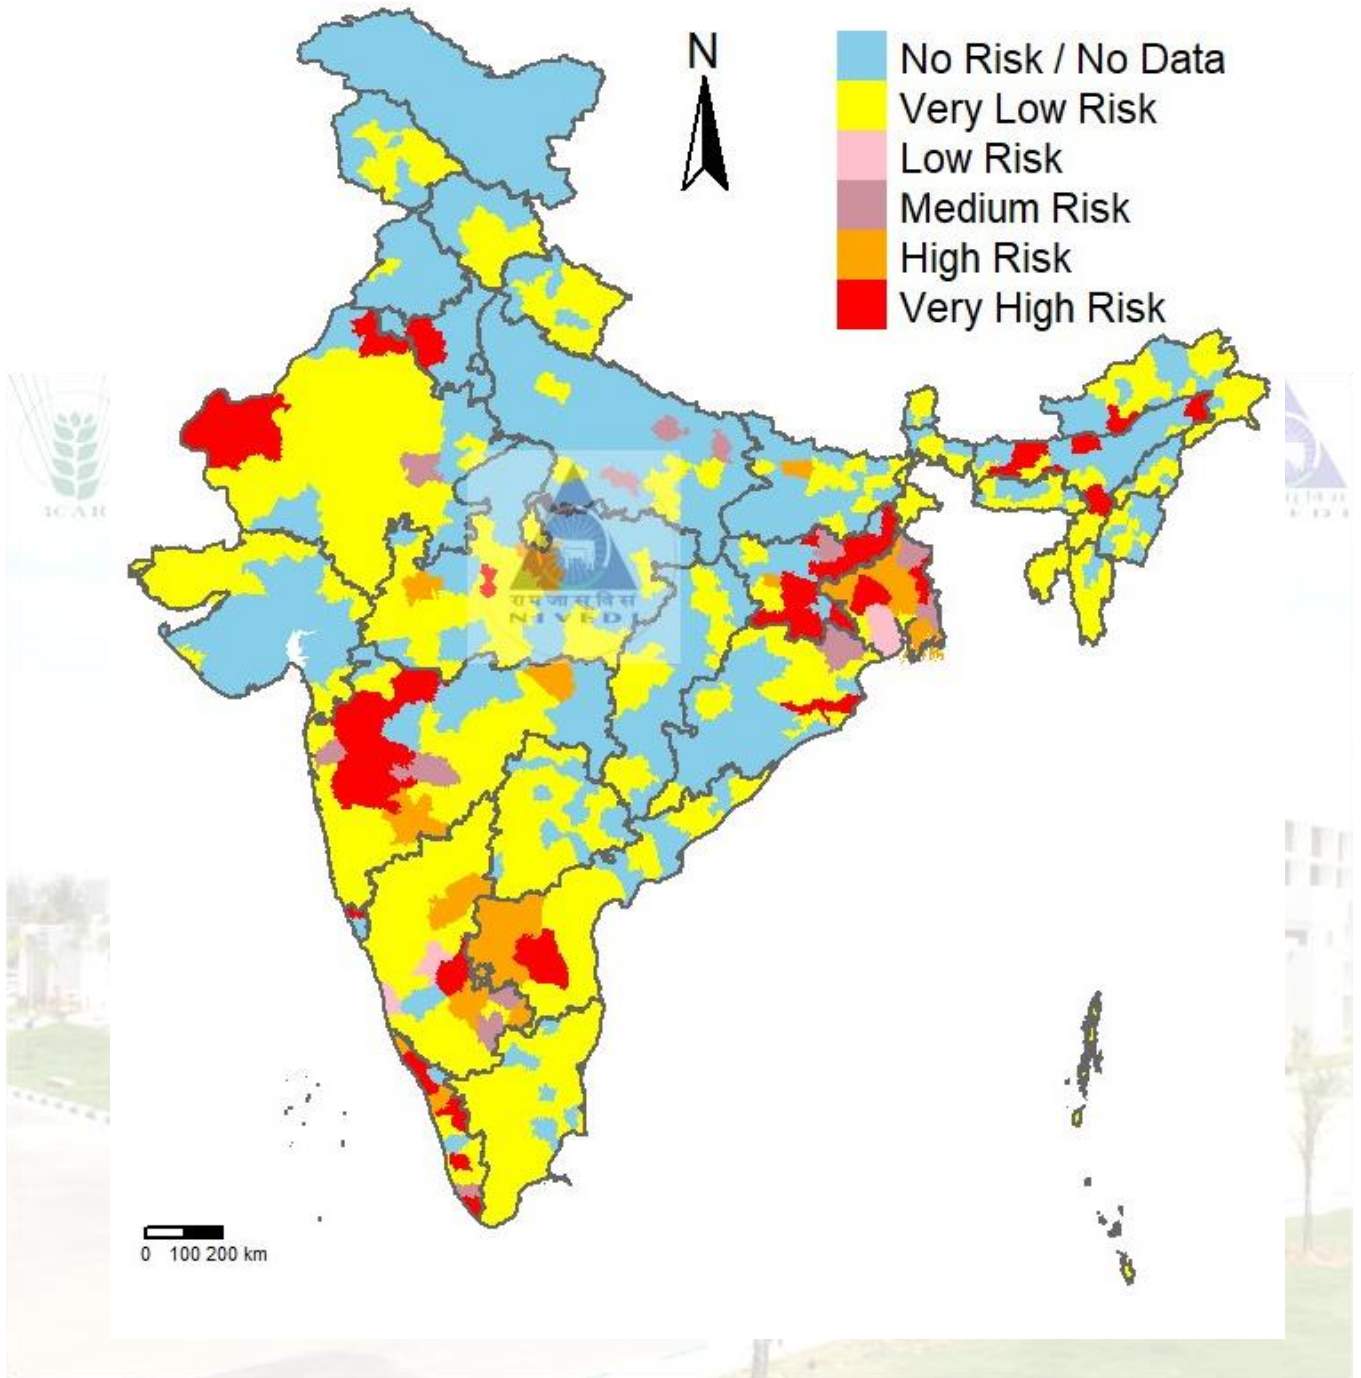 N
No Risk / No Data
Very Low Risk
Low Risk
Medium Risk
High Risk
Very High Risk
ICAR
NIVEDI
0 100 200 km